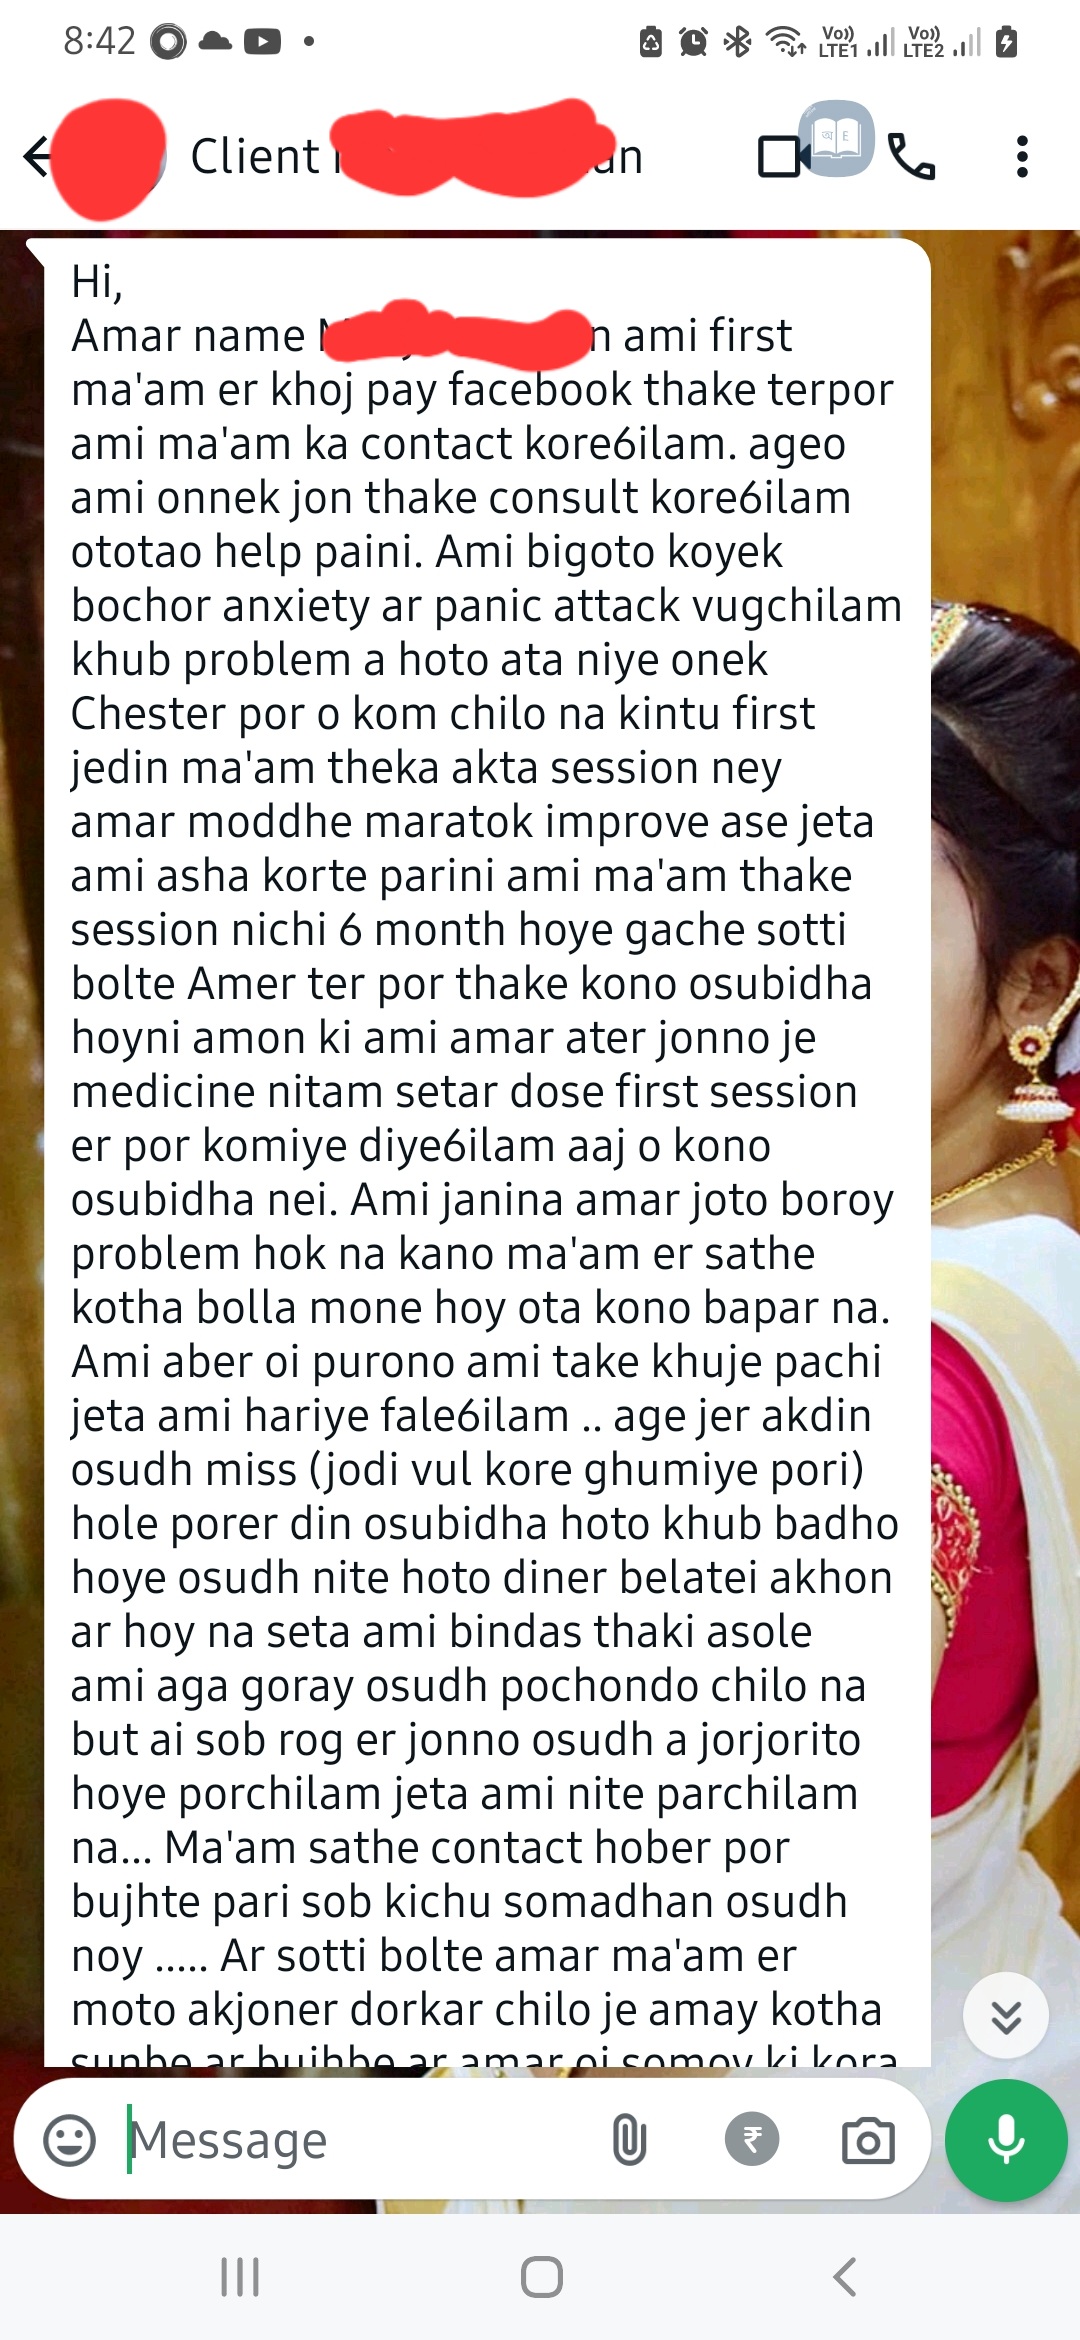 8:42
Vo)) LTE1 Vo)) LTE2
Client
অ E
Hi,
Amar name ami first
ma'am er khoj pay facebook thake terpor
ami ma'am ka contact kore6ilam. ageo
ami onnek jon thake consult kore6ilam
ototao help paini. Ami bigoto koyek
bochor anxiety ar panic attack vugchilam
khub problem a hoto ata niye onek
Chester por o kom chilo na kintu first
jedin ma'am theka akta session ney
amar moddhe maratok improve ase jeta
ami asha korte parini ami ma'am thake
session nichi 6 month hoye gache sotti
bolte Amer ter por thake kono osubidha
hoyni amon ki ami amar ater jonno je
medicine nitam setar dose first session
er por komiye diye6ilam aaj o kono
osubidha nei. Ami janina amar joto boroy
problem hok na kano ma'am er sathe
kotha bolla mone hoy ota kono bapar na.
Ami aber oi purono ami take khuje pachi
jeta ami hariye fale6ilam .. age jer akdin
osudh miss (jodi vul kore ghumiye pori)
hole porer din osubidha hoto khub badho
hoye osudh nite hoto diner belatei akhon
ar hoy na seta ami bindas thaki asole
ami aga goray osudh pochondo chilo na
but ai sob rog er jonno osudh a jorjorito
hoye porchilam jeta ami nite parchilam
na... Ma'am sathe contact hober por
bujhte pari sob kichu somadhan osudh
noy ..... Ar sotti bolte amar ma'am er
moto akjoner dorkar chilo je amay kotha
sunbe ar bujhbe ar amar oi somoy ki kora
Message
₹